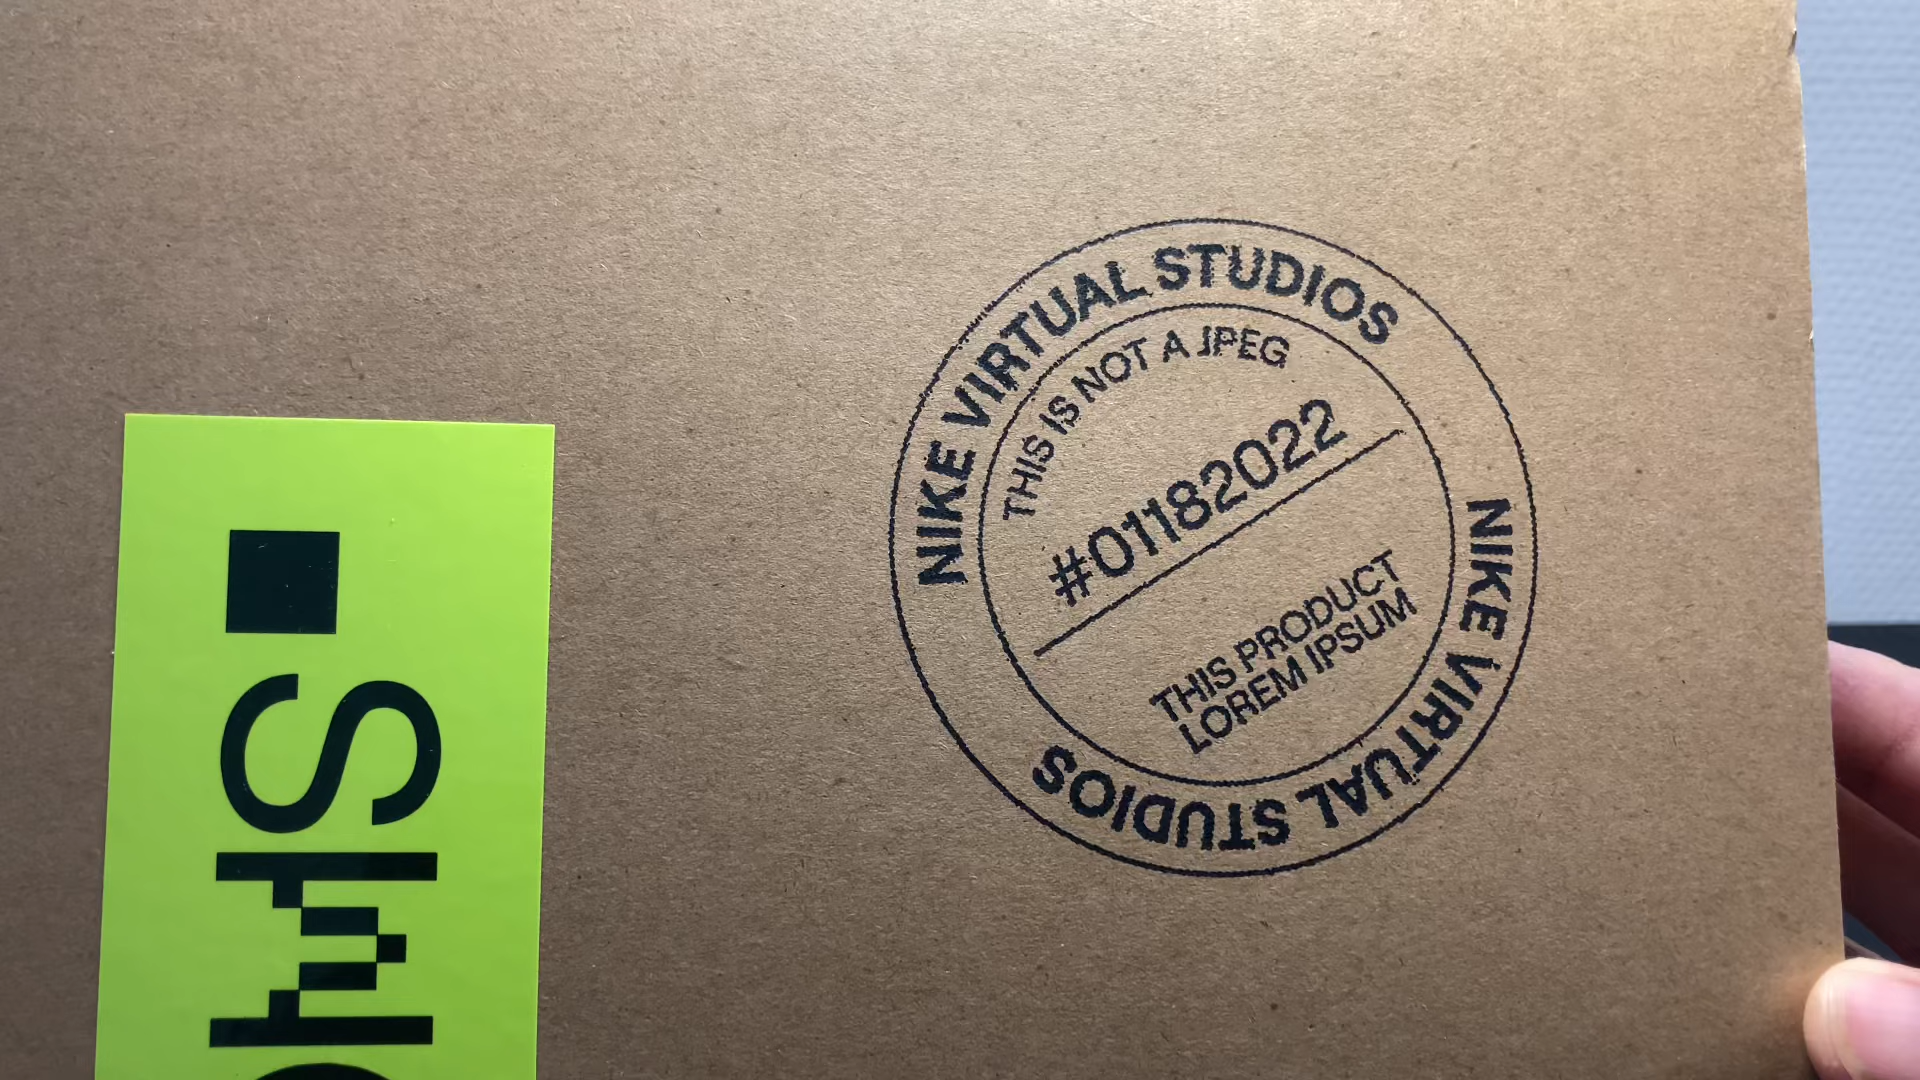 NIKE VIRTUAL STUDIOS
THIS IS NOT A JPEG
#01182022
THIS PRODUCT
LOREM IPSUM
NIKE VIRTUAL STUDIOS